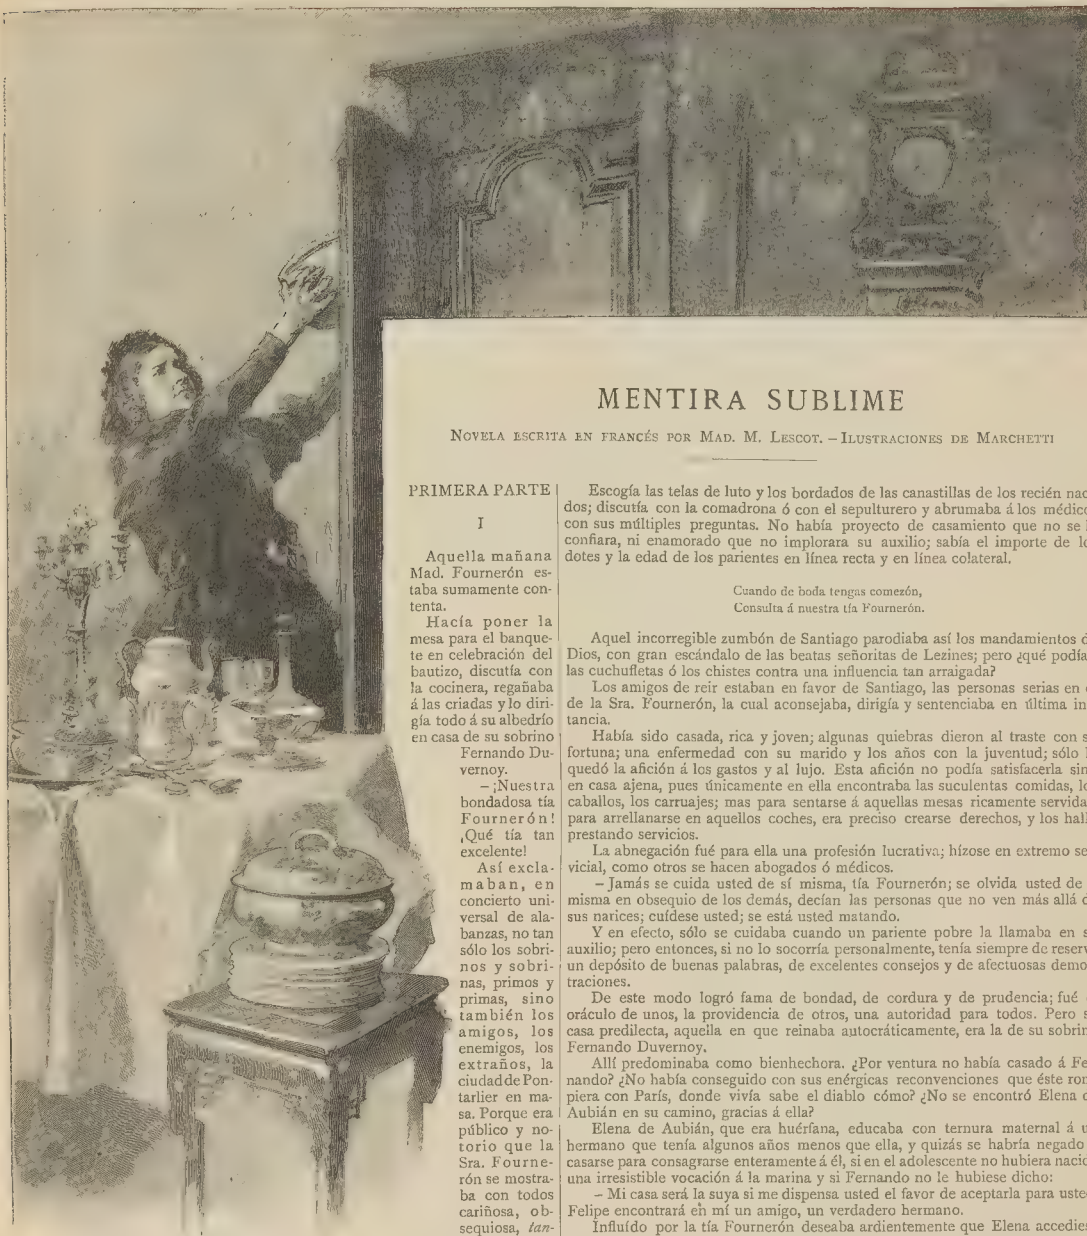 MENTIRA SUBLIME
NOVELA ESCRITA EN FRANCÉS POR MAD. M. LESCOT. – ILUSTRACIONES DE MARCHETTI
PRIMERA PARTE
I
Aquella mañana
Mad. Fournerón es-
taba sumamente con-
tenta.
Hacía poner la
mesa para el banque-
te en celebración del
bautizo, discutía con
la cocinera, regañaba
á las criadas y lo diri-
gía todo á su albedrío
en casa de su sobrino
Fernando Du-
vernoy.
– ¡Nuestra
bondadosa tía
Fournerón!
¡Qué tía tan
excelente!
Así excla-
maban, en
concierto uni-
versal de ala-
banzas, no tan
sólo los sobri-
nos y sobri-
nas, primos y
primas, sino
también los
amigos, los
enemigos, los
extraños, la
ciudad de Pon-
tarlier en ma-
sa. Porque era
público y no-
torio que la
Sra. Fourne-
rón se mostra-
ba con todos
cariñosa, ob-
sequiosa, tan-
Escogía las telas de luto y los bordados de las canastillas de los recién naci
dos; discutía con la comadrona ó con el sepulturero y abrumaba á los médico
con sus múltiples preguntas. No había proyecto de casamiento que no se l
confiara, ni enamorado que no implorara su auxilio; sabía el importe de lo
dotes y la edad de los parientes en línea recta y en línea colateral.
Cuando de boda tengas comezón,
Consulta á nuestra tía Fournerón.
Aquel incorregible zumbón de Santiago parodiaba así los mandamientos d
Dios, con gran escándalo de las beatas señoritas de Lezines; pero ¿qué podía
las cuchufletas ó los chistes contra una influencia tan arraigada?
Los amigos de reir estaban en favor de Santiago, las personas serias en e
de la Sra. Fournerón, la cual aconsejaba, dirigía y sentenciaba en última ins
tancia.
Había sido casada, rica y joven; algunas quiebras dieron al traste con s
fortuna; una enfermedad con su marido y los años con la juventud; sólo l
quedó la afición á los gastos y al lujo. Esta afición no podía satisfacerla sin
en casa ajena, pues únicamente en ella encontraba las suculentas comidas, lo
caballos, los carruajes; mas para sentarse á aquellas mesas ricamente servida
para arrellanarse en aquellos coches, era preciso crearse derechos, y los hall
prestando servicios.
La abnegación fué para ella una profesión lucrativa; hízose en extremo se
vicial, como otros se hacen abogados ó médicos.
– Jamás se cuida usted de sí misma, tía Fournerón; se olvida usted de
misma en obsequio de los demás, decían las personas que no ven más allá d
sus narices; cuídese usted; se está usted matando.
Y en efecto, sólo se cuidaba cuando un pariente pobre la llamaba en s
auxilio; pero entonces, si no lo socorría personalmente, tenía siempre de reserv
un depósito de buenas palabras, de excelentes consejos y de afectuosas demo
traciones.
De este modo logró fama de bondad, de cordura y de prudencia; fué
oráculo de unos, la providencia de otros, una autoridad para todos. Pero s
casa predilecta, aquella en que reinaba autocráticamente, era la de su sobrin
Fernando Duvernoy.
Allí predominaba como bienhechora. ¿Por ventura no había casado á Fe
nando? ¿No había conseguido con sus enérgicas reconvenciones que éste rom
piera con París, donde vivía sabe el diablo cómo? ¿No se encontró Elena d
Aubián en su camino, gracias á ella?
Elena de Aubián, que era huérfana, educaba con ternura maternal á u
hermano que tenía algunos años menos que ella, y quizás se habría negado
casarse para consagrarse enteramente á él, si en el adolescente no hubiera nacid
una irresistible vocación á la marina y si Fernando no le hubiese dicho:
– Mi casa será la suya si me dispensa usted el favor de aceptarla para uste
Felipe encontrará en mí un amigo, un verdadero hermano.
Influído por la tía Fournerón deseaba ardientemente que Elena accedies